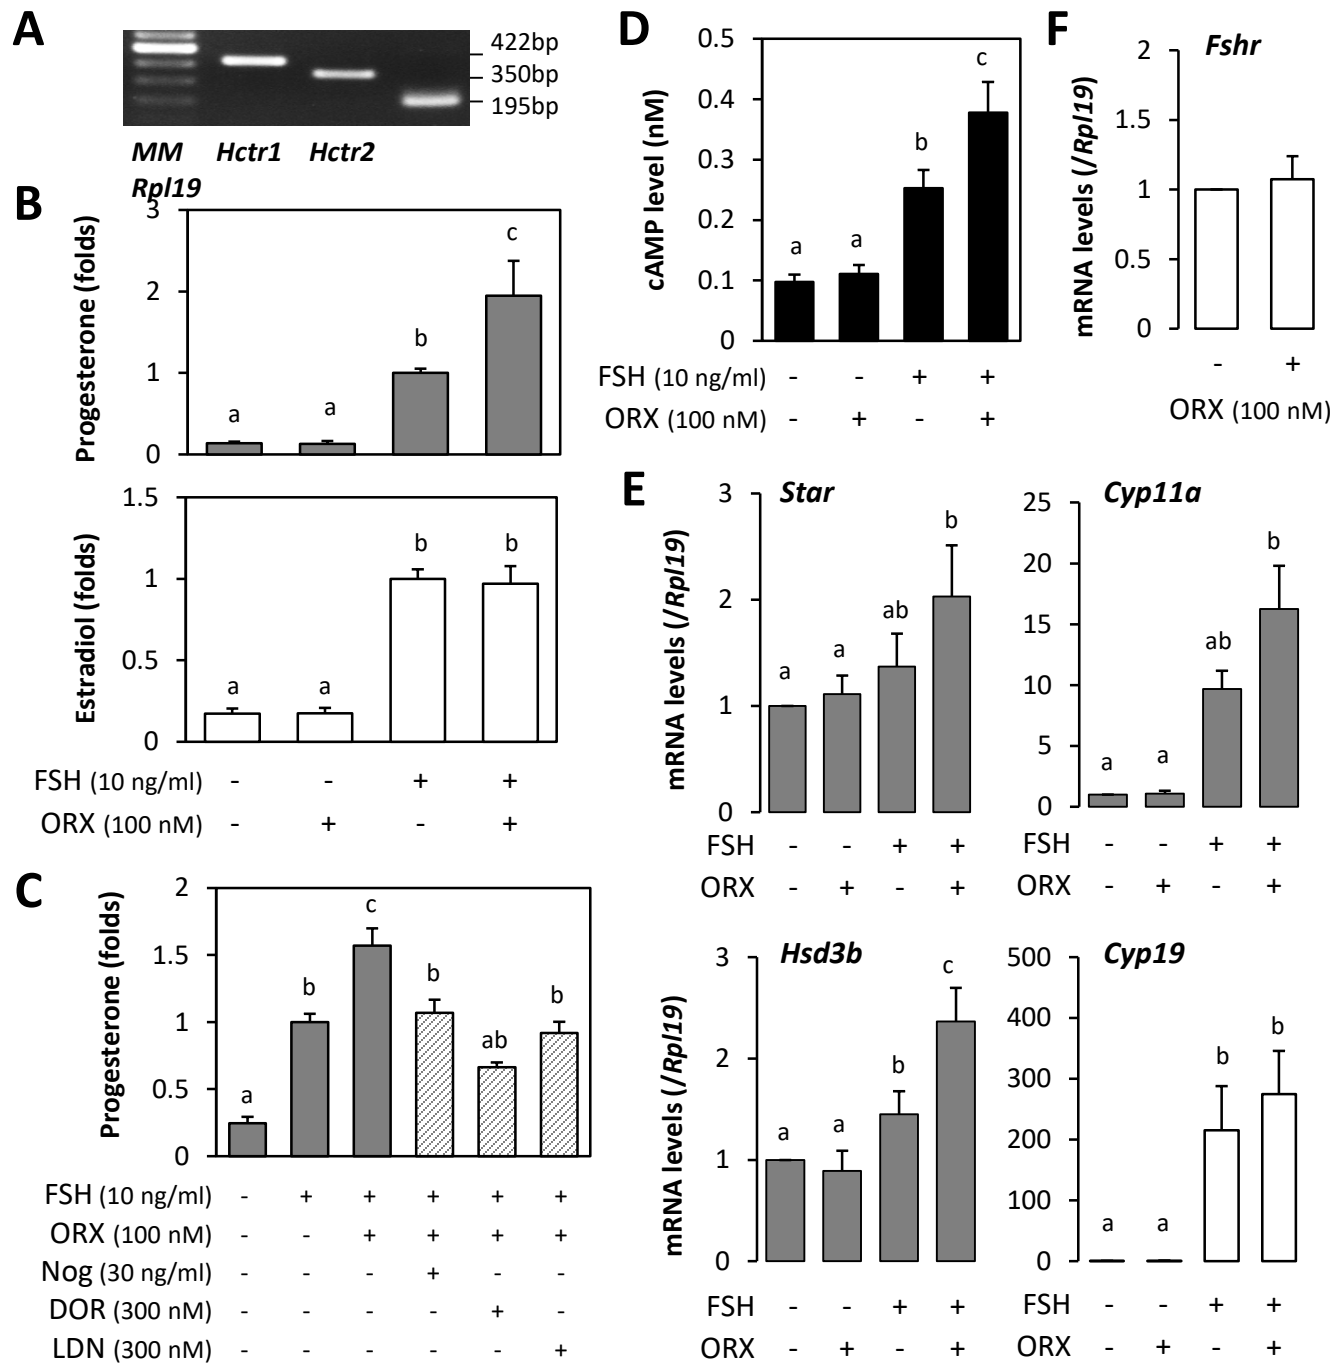 A
422bp
350bp
195bp
MM Hctr1 Hctr2
Rpl19
B
Progesterone (folds)
3
2
1
0
a a b c
Estradiol (folds)
1.5
1
0.5
0
a a b b
FSH (10 ng/ml) - - + +
ORX (100 nM) - + - +
C
Progesterone (folds)
2
1.5
1
0.5
0
a b c b ab b
FSH (10 ng/ml) - + + + + +
ORX (100 nM) - - + + + +
Nog (30 ng/ml) - - - + - -
DOR (300 nM) - - - - + -
LDN (300 nM) - - - - - +
D
cAMP level (nM)
0.5
0.4
0.3
0.2
0.1
0
a a b c
FSH (10 ng/ml) - - + +
ORX (100 nM) - + - +
F
Fshr
mRNA levels (/Rpl19)
2
1.5
1
0.5
0
- +
ORX (100 nM)
E
Star
mRNA levels (/Rpl19)
3
2
1
0
a a ab b
FSH - - + +
ORX - + - +
Cyp11a
25
20
15
10
5
0
a a ab b
FSH - - + +
ORX - + - +
Hsd3b
mRNA levels (/Rpl19)
3
2
1
0
a a b c
FSH - - + +
ORX - + - +
Cyp19
500
400
300
200
100
0
a a b b
FSH - - + +
ORX - + - +